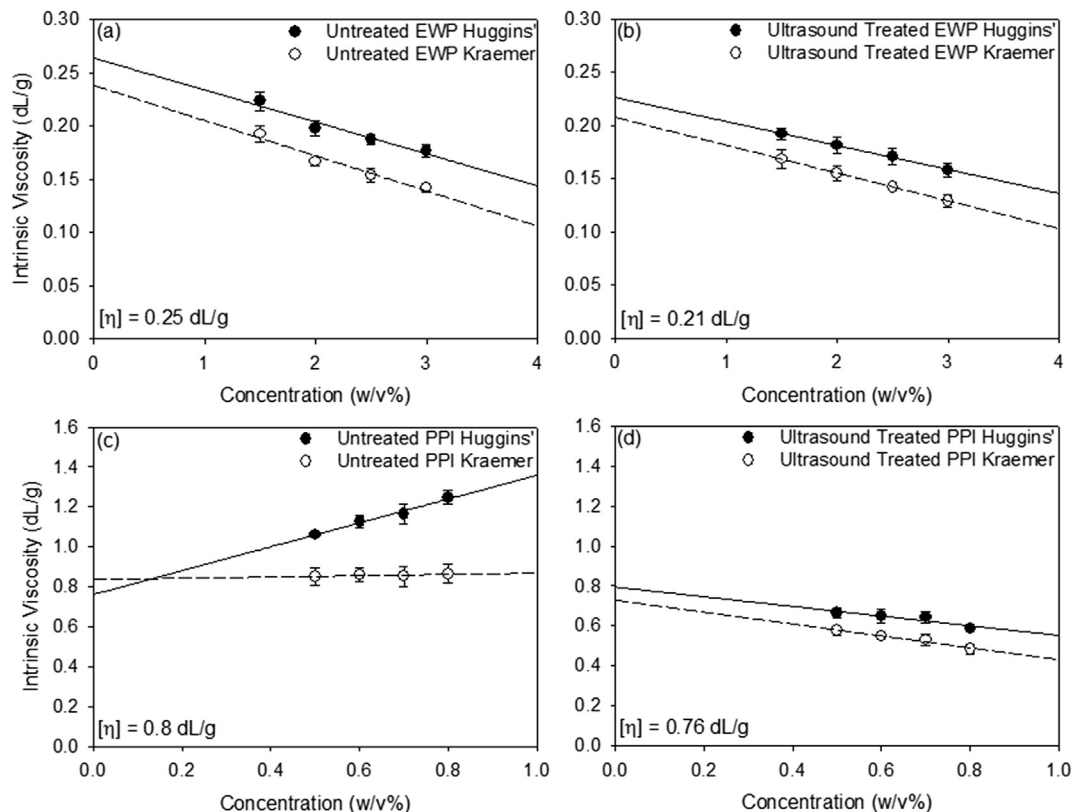 (a)
Untreated EWP Huggins'
Untreated EWP Kraemer
0.30
0.25
0.20
0.15
0.10
0.05
0.00
Intrinsic Viscosity (dL/g)
[η] = 0.25 dL/g
0 1 2 3 4
Concentration (w/v%)
(b)
Ultrasound Treated EWP Huggins'
Ultrasound Treated EWP Kraemer
0.30
0.25
0.20
0.15
0.10
0.05
0.00
[η] = 0.21 dL/g
0 1 2 3 4
Concentration (w/v%)
(c)
Untreated PPI Huggins'
Untreated PPI Kraemer
1.6
1.4
1.2
1.0
0.8
0.6
0.4
0.2
0.0
Intrinsic Viscosity (dL/g)
[η] = 0.8 dL/g
0.0 0.2 0.4 0.6 0.8 1.0
Concentration (w/v%)
(d)
Ultrasound Treated PPI Huggins'
Ultrasound Treated PPI Kraemer
1.6
1.4
1.2
1.0
0.8
0.6
0.4
0.2
0.0
[η] = 0.76 dL/g
0.0 0.2 0.4 0.6 0.8 1.0
Concentration (w/v%)